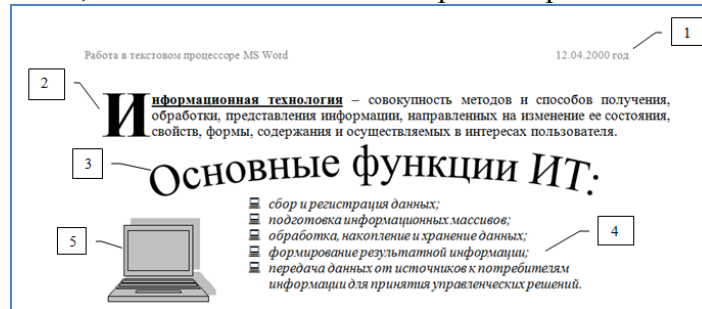 1
Работа в текстовом процессоре MS Word 12.04.2000 год
2
Информационная технология – совокупность методов и способов получения,
обработки, представления информации, направленных на изменение ее состояния,
свойств, формы, содержания и осуществляемых в интересах пользователя.
3
Основные функции ИТ:
сбор и регистрация данных;
подготовка информационных массивов;
4
5
обработка, накопление и хранение данных;
формирование результатной информации;
передача данных от источников к потребителям
информации для принятия управленческих решений.